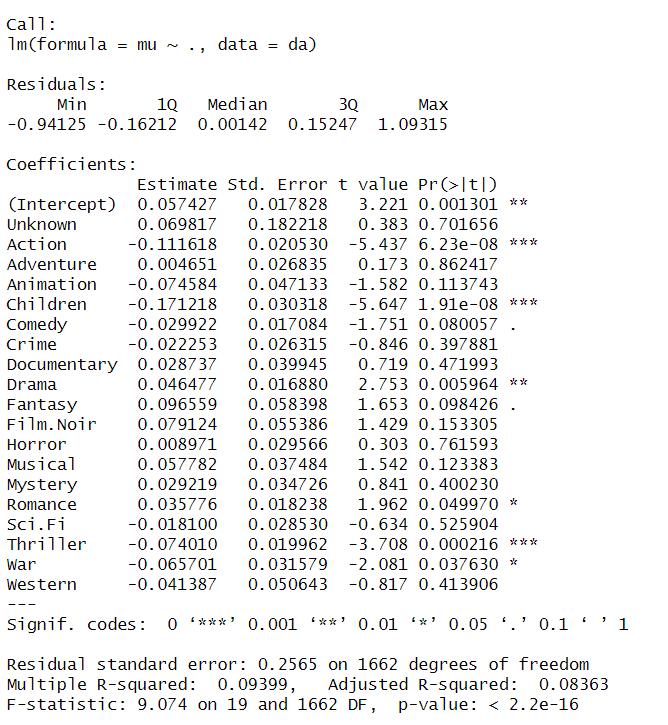 Call:
lm(formula = mu ~ ., data = da)
Residuals:
Min 1Q Median 3Q Max
-0.94125 -0.16212 0.00142 0.15247 1.09315
Coefficients:
Estimate Std. Error t value Pr(>|t|)
(Intercept) 0.057427 0.017828 3.221 0.001301 **
Unknown 0.069817 0.182218 0.383 0.701656
Action -0.111618 0.020530 -5.437 6.23e-08 ***
Adventure 0.004651 0.026835 0.173 0.862417
Animation -0.074584 0.047133 -1.582 0.113743
Children -0.171218 0.030318 -5.647 1.91e-08 ***
Comedy -0.029922 0.017084 -1.751 0.080057 .
Crime -0.022253 0.026315 -0.846 0.397881
Documentary 0.028737 0.039945 0.719 0.471993
Drama 0.046477 0.016880 2.753 0.005964 **
Fantasy 0.096559 0.058398 1.653 0.098426 .
Film.Noir 0.079124 0.055386 1.429 0.153305
Horror 0.008971 0.029566 0.303 0.761593
Musical 0.057782 0.037484 1.542 0.123383
Mystery 0.029219 0.034726 0.841 0.400230
Romance 0.035776 0.018238 1.962 0.049970 *
Sci.Fi -0.018100 0.028530 -0.634 0.525904
Thriller -0.074010 0.019962 -3.708 0.000216 ***
War -0.065701 0.031579 -2.081 0.037630 *
Western -0.041387 0.050643 -0.817 0.413906
---
Signif. codes: 0 ‘***’ 0.001 ‘**’ 0.01 ‘*’ 0.05 ‘.’ 0.1 ‘ ’ 1
Residual standard error: 0.2565 on 1662 degrees of freedom
Multiple R-squared: 0.09399, Adjusted R-squared: 0.08363
F-statistic: 9.074 on 19 and 1662 DF, p-value: < 2.2e-16